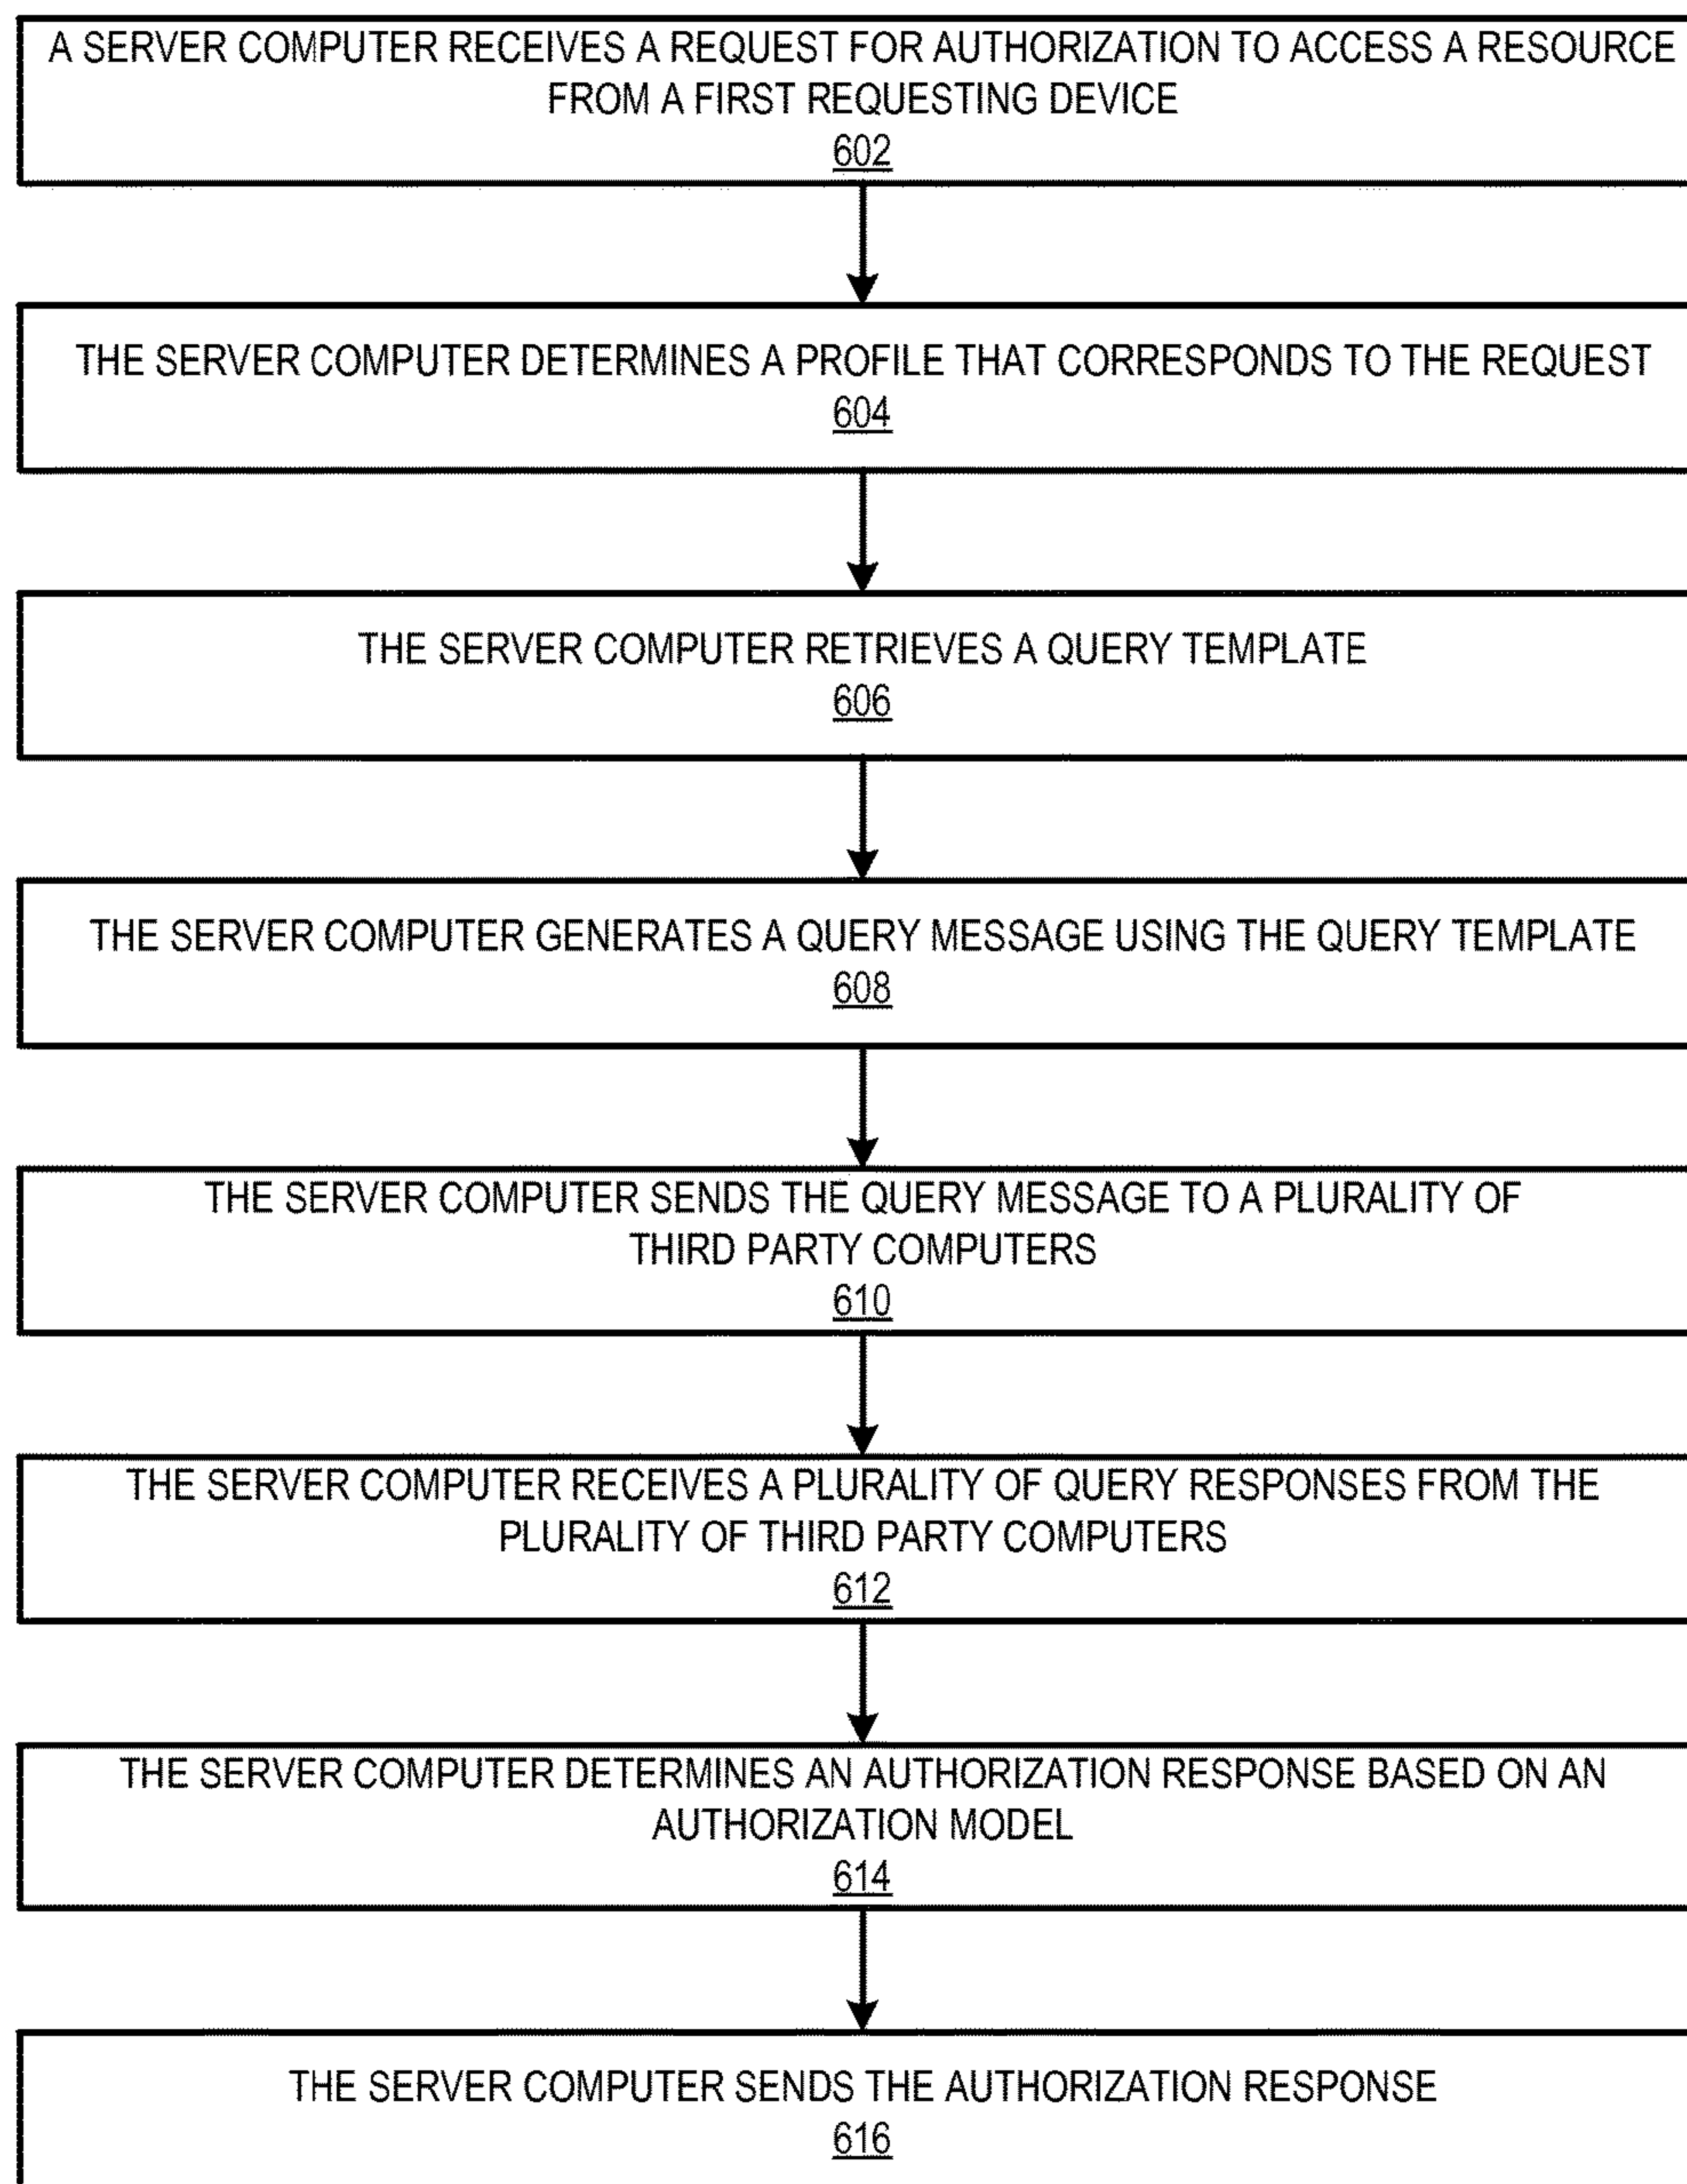 A SERVER COMPUTER RECEIVES A REQUEST FOR AUTHORIZATION TO ACCESS A RESOURCE
FROM A FIRST REQUESTING DEVICE
602
THE SERVER COMPUTER DETERMINES A PROFILE THAT CORRESPONDS TO THE REQUEST
604
THE SERVER COMPUTER RETRIEVES A QUERY TEMPLATE
606
THE SERVER COMPUTER GENERATES A QUERY MESSAGE USING THE QUERY TEMPLATE
608
THE SERVER COMPUTER SENDS THE QUERY MESSAGE TO A PLURALITY OF
THIRD PARTY COMPUTERS
610
THE SERVER COMPUTER RECEIVES A PLURALITY OF QUERY RESPONSES FROM THE
PLURALITY OF THIRD PARTY COMPUTERS
612
THE SERVER COMPUTER DETERMINES AN AUTHORIZATION RESPONSE BASED ON AN
AUTHORIZATION MODEL
614
THE SERVER COMPUTER SENDS THE AUTHORIZATION RESPONSE
616